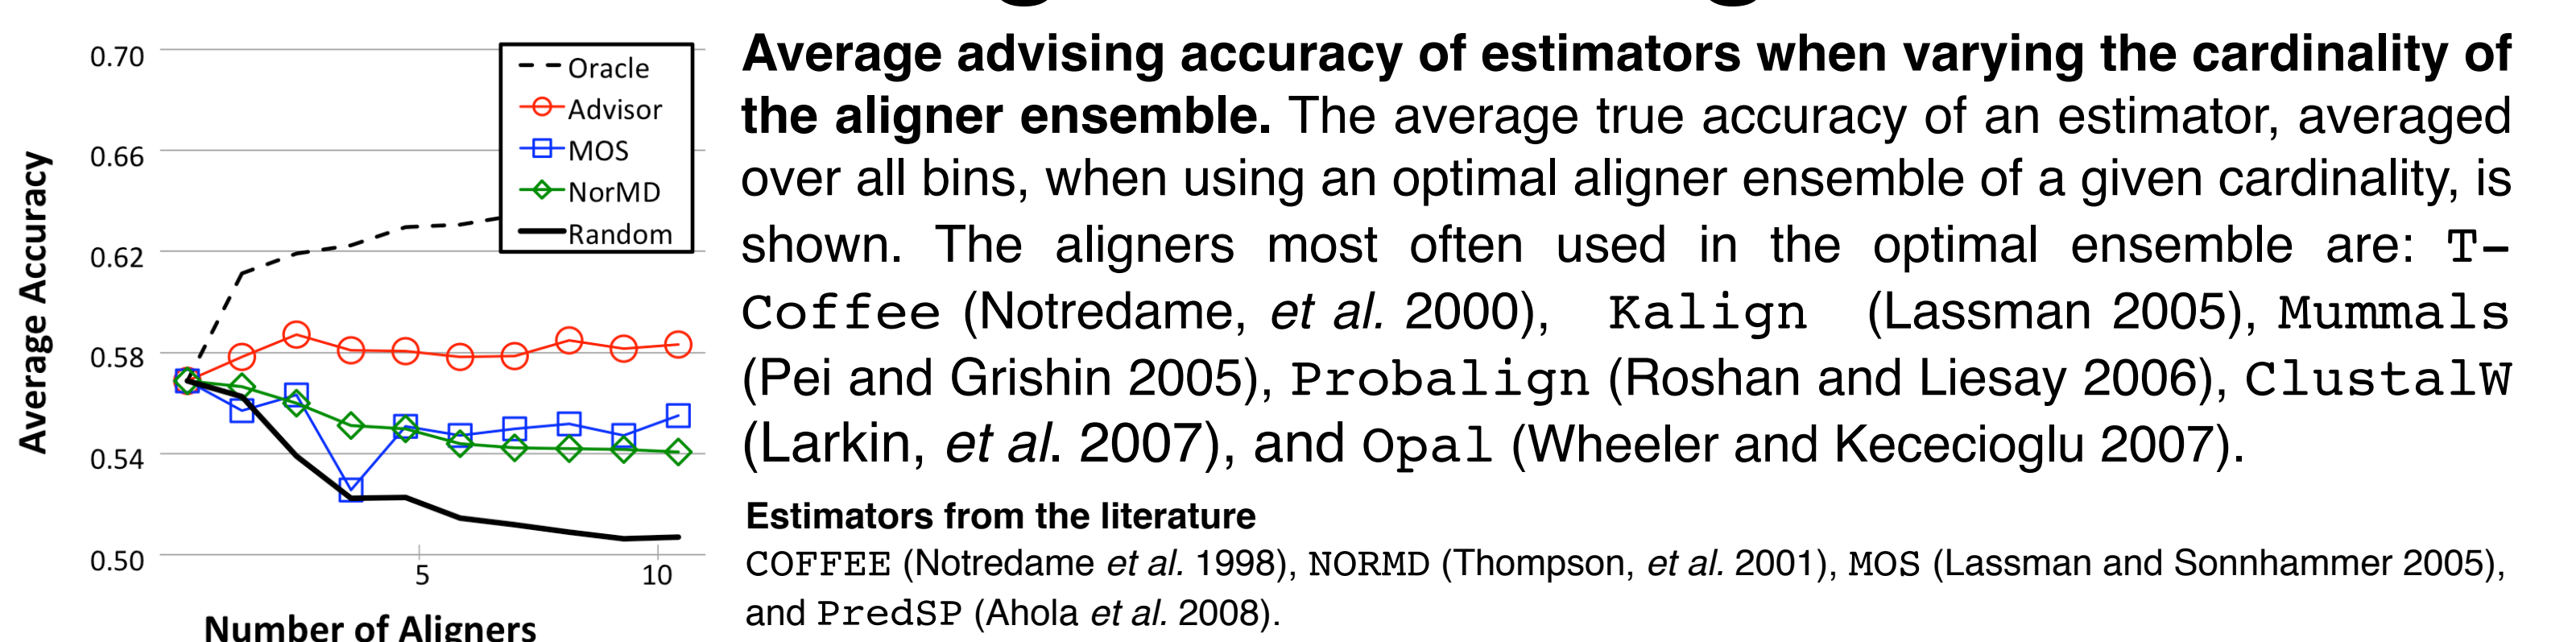 0.70
0.66
0.62
0.58
0.54
0.50
5
10
Average Accuracy
Number of Aligners
Oracle
Advisor
MOS
NorMD
Random
Average advising accuracy of estimators when varying the cardinality of
the aligner ensemble. The average true accuracy of an estimator, averaged
over all bins, when using an optimal aligner ensemble of a given cardinality, is
shown. The aligners most often used in the optimal ensemble are: T-
Coffee (Notredame, et al. 2000), Kalign (Lassman 2005), Mummals
(Pei and Grishin 2005), Probalign (Roshan and Liesay 2006), ClustalW
(Larkin, et al. 2007), and Opal (Wheeler and Kececioglu 2007).
Estimators from the literature
COFFEE (Notredame et al. 1998), NORMD (Thompson, et al. 2001), MOS (Lassman and Sonnhammer 2005),
and PredSP (Ahola et al. 2008).